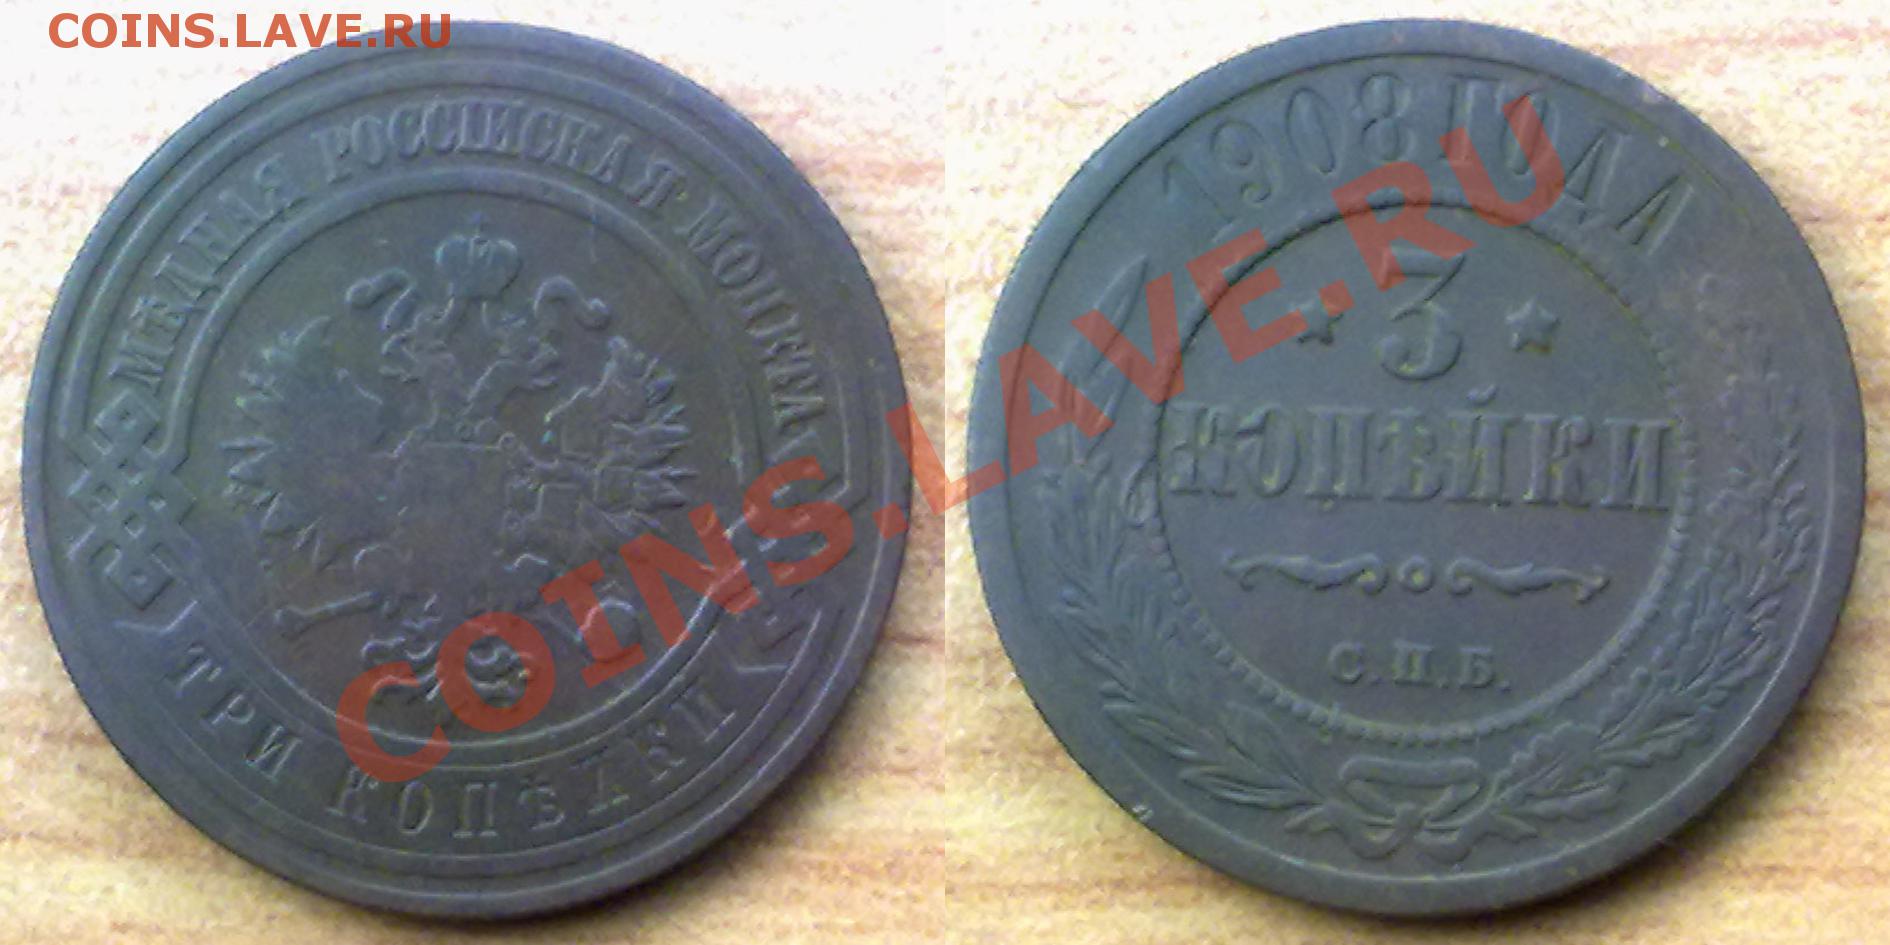 COINS.LAVE.RU
МѢДНАЯ РОССІЙСКАЯ МОНЕТА
ТРИ КОПѢЙКИ
1908 ГОДА
3
КОПѢЙКИ
С.П.Б.
COINS.LAVE.RU